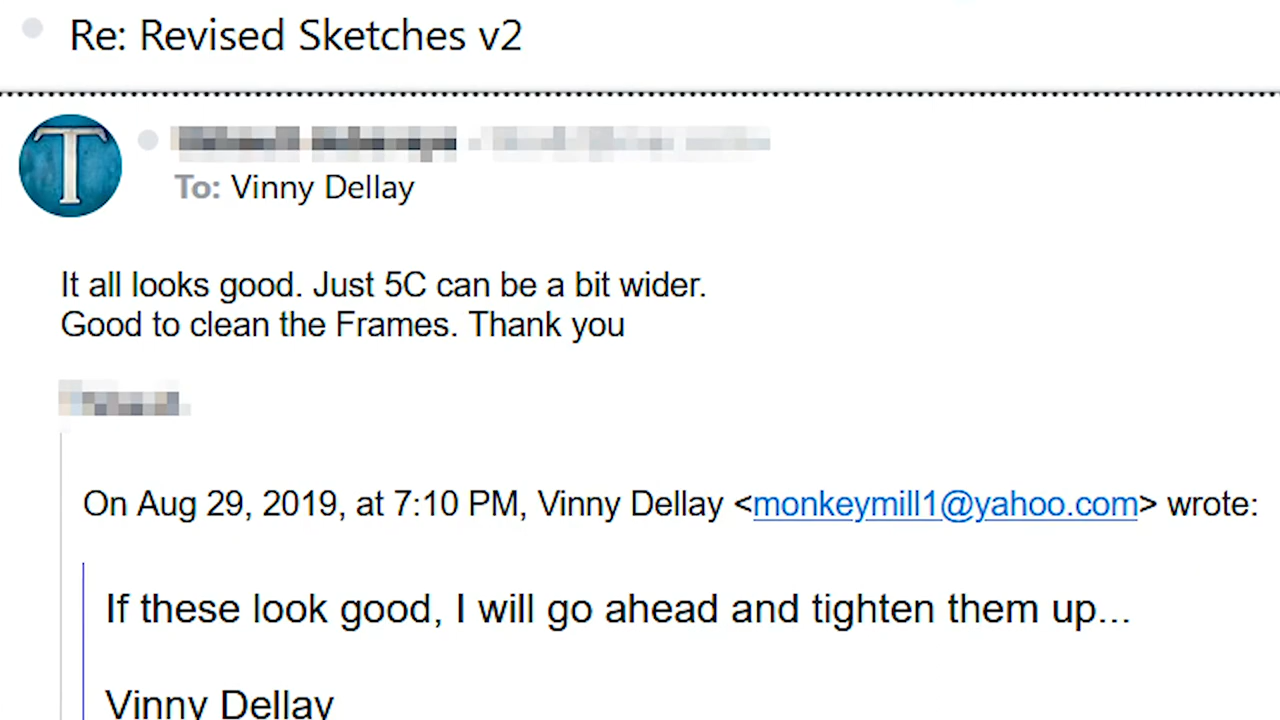 Re: Revised Sketches v2
T
To: Vinny Dellay
It all looks good. Just 5C can be a bit wider.
Good to clean the Frames. Thank you
On Aug 29, 2019, at 7:10 PM, Vinny Dellay <monkeymill1@yahoo.com> wrote:
If these look good, I will go ahead and tighten them up...
Vinny Dellay